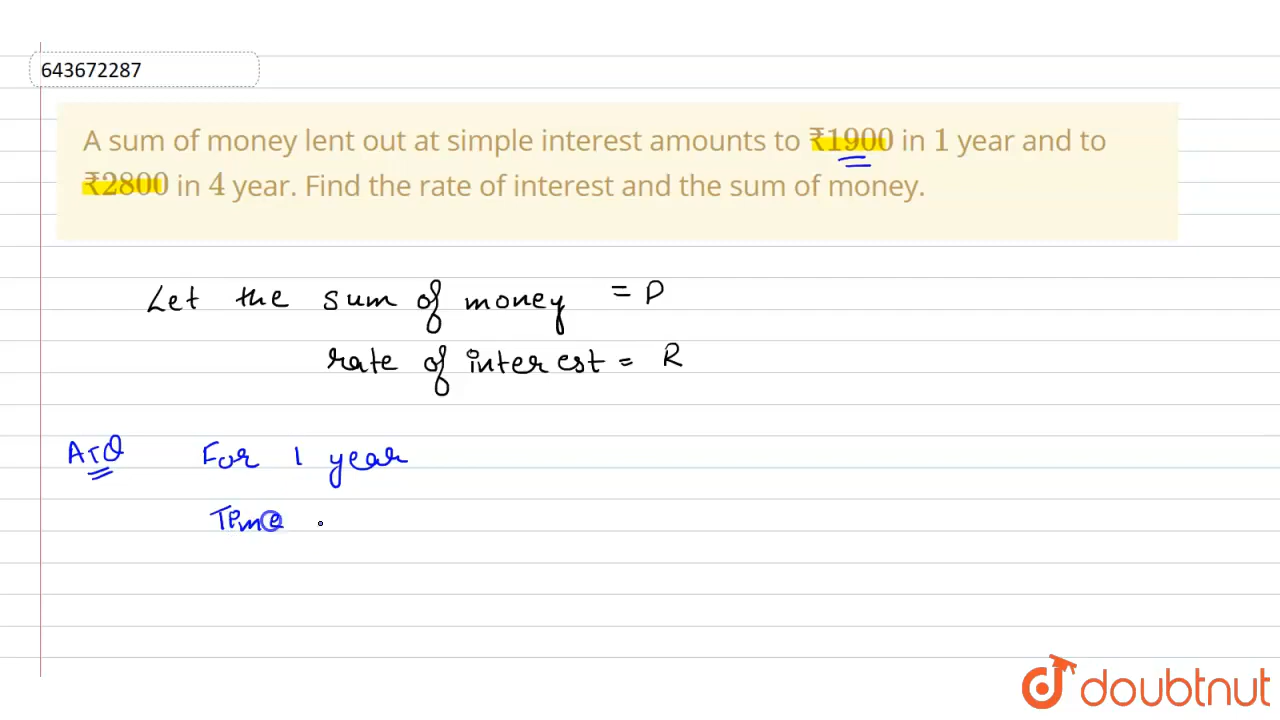 643672287
A sum of money lent out at simple interest amounts to ₹1900 in 1 year and to
₹2800 in 4 year. Find the rate of interest and the sum of money.
Let the sum of money = P
rate of interest = R
ATQ For 1 year
Time
doubtnut